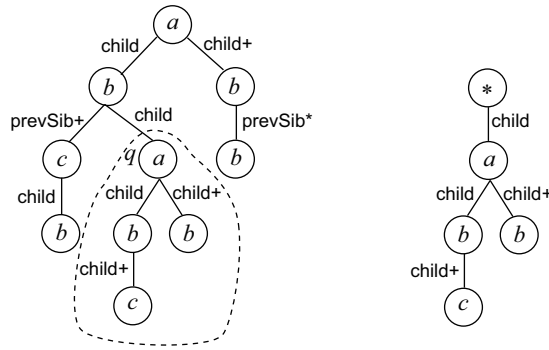 a
child child+
b b *
prevSib+ child prevSib* child
c q a b a
child child child+ child child+
b b b b b
child+ child+
c c